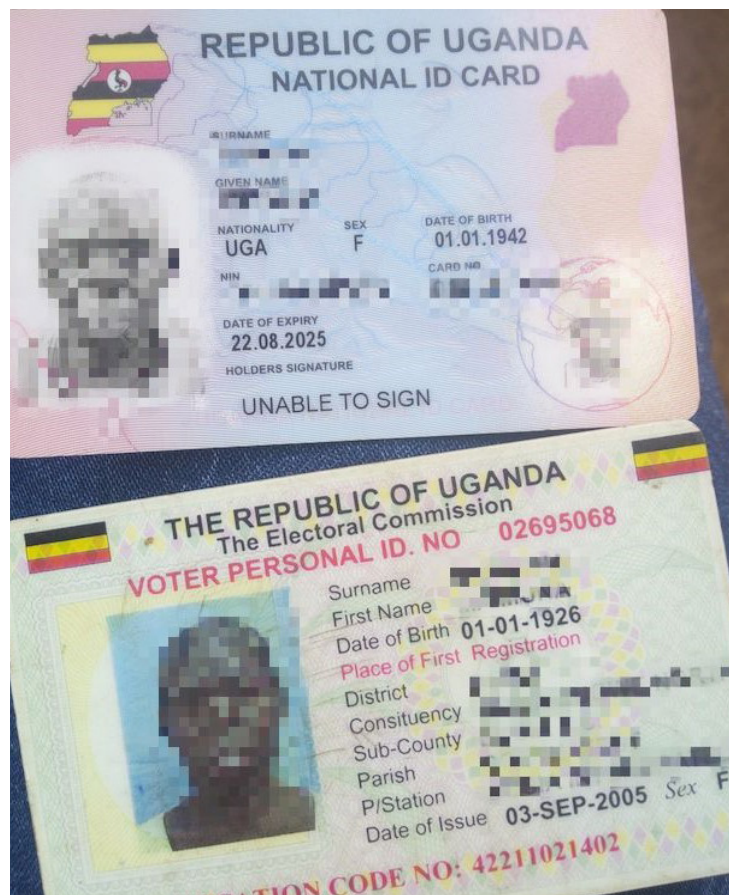 REPUBLIC OF UGANDA
NATIONAL ID CARD
SURNAME
GIVEN NAME
NATIONALITY SEX DATE OF BIRTH
UGA F 01.01.1942
NIN CARD NO
DATE OF EXPIRY
22.08.2025
HOLDERS SIGNATURE
UNABLE TO SIGN
THE REPUBLIC OF UGANDA
The Electoral Commission
VOTER PERSONAL ID. NO 02695068
Surname
First Name
Date of Birth 01-01-1926
Place of First Registration
District
Consituency
Sub-County
Parish
P/Station
Date of Issue 03-SEP-2005 Sex F
CODE NO: 42211021402